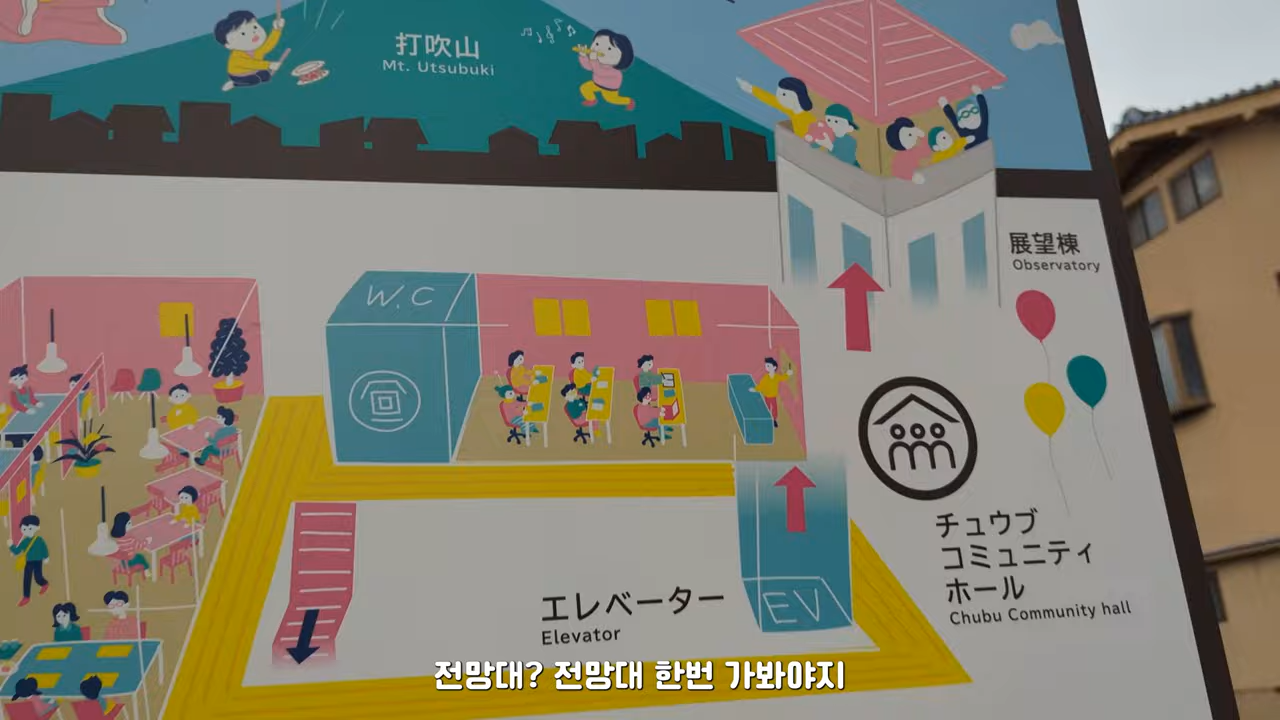 打吹山
Mt. Utsubuki
展望棟
Observatory
W.C
チュウブ
コミュニティ
ホール
Chubu Community hall
エレベーター
Elevator
EV
전망대? 전망대 한번 가봐야지